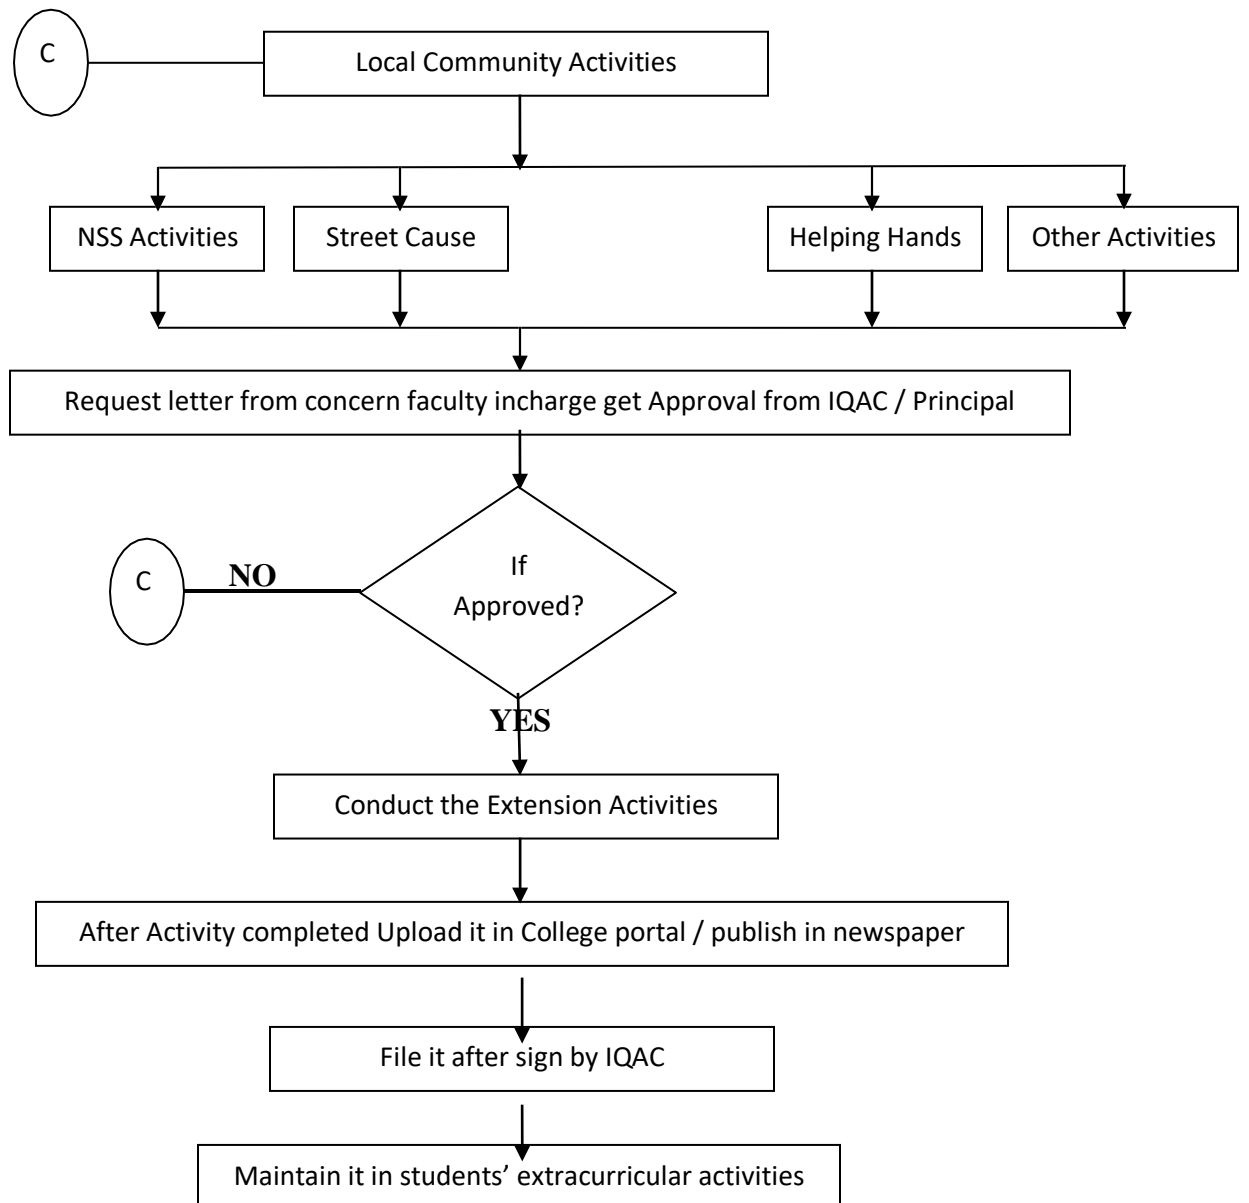 C
Local Community Activities
NSS Activities
Street Cause
Helping Hands
Other Activities
Request letter from concern faculty incharge get Approval from IQAC / Principal
If
Approved?
C
NO
YES
Conduct the Extension Activities
After Activity completed Upload it in College portal / publish in newspaper
File it after sign by IQAC
Maintain it in students’ extracurricular activities